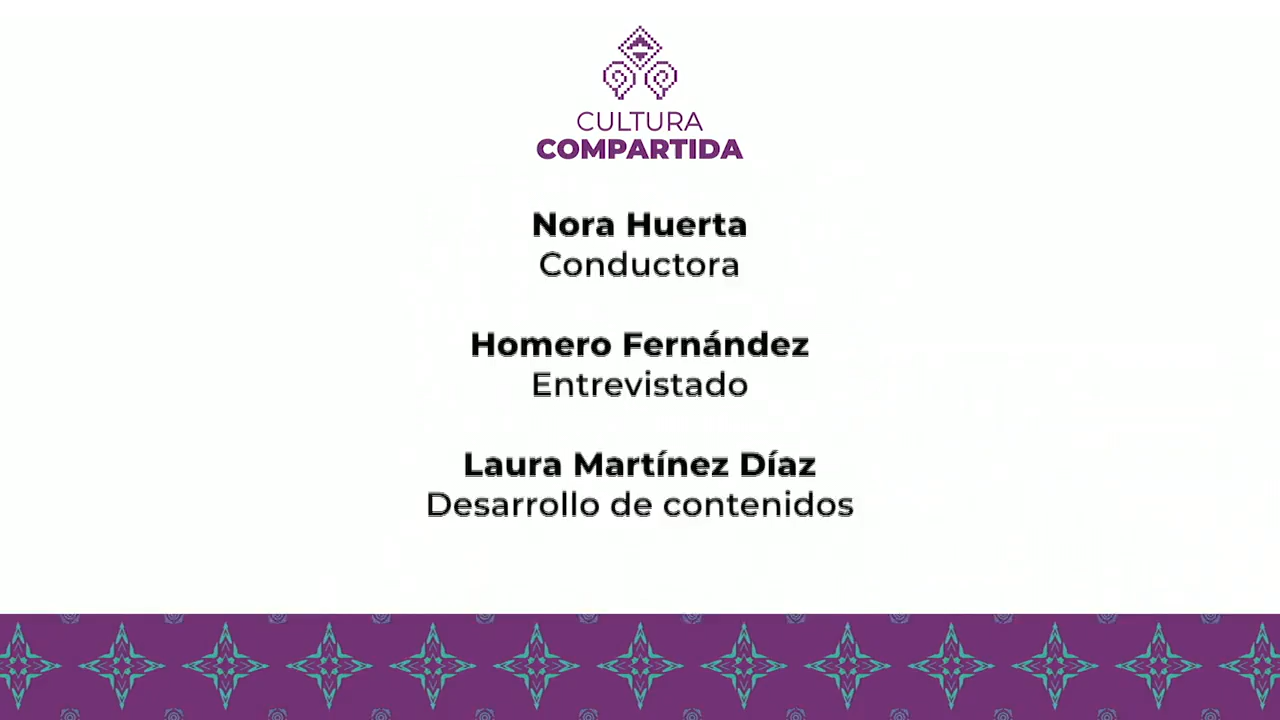 CULTURA
COMPARTIDA
Nora Huerta
Conductora
Homero Fernández
Entrevistado
Laura Martínez Díaz
Desarrollo de contenidos